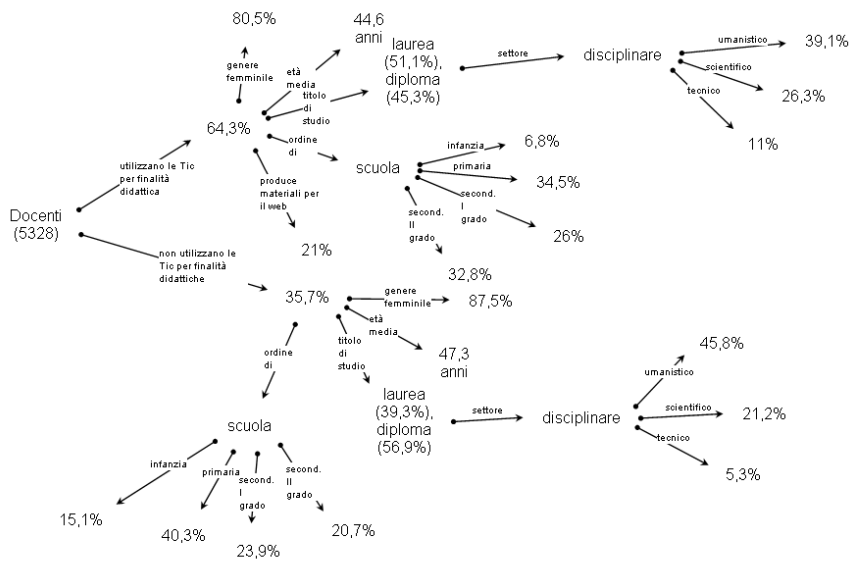 80,5%
44,6
anni
laurea
(51,1%),
diploma
(45,3%)
settore
disciplinare
umanistico
39,1%
scientifico
26,3%
tecnico
11%
genere
femminile
età
media
titolo
di
studio
64,3%
ordine
di
scuola
infanzia
6,8%
primaria
34,5%
second.
I
grado
26%
second.
II
grado
32,8%
utilizzano le Tic
per finalità
didattica
produce
materiali per
il web
21%
Docenti
(5328)
non utilizzano le
Tic per finalità
didattiche
35,7%
genere
femminile
87,5%
età
media
47,3
anni
titolo
di
studio
laurea
(39,3%),
diploma
(56,9%)
settore
disciplinare
umanistico
45,8%
scientifico
21,2%
tecnico
5,3%
ordine
di
scuola
infanzia
15,1%
primaria
40,3%
second.
I
grado
23,9%
second.
II
grado
20,7%